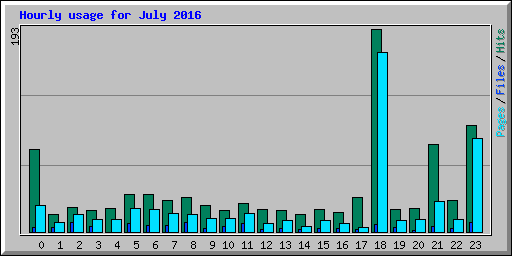 Hourly usage for July 2016
193
Pages/Files/Hits
0 1 2 3 4 5 6 7 8 9 10 11 12 13 14 15 16 17 18 19 20 21 22 23